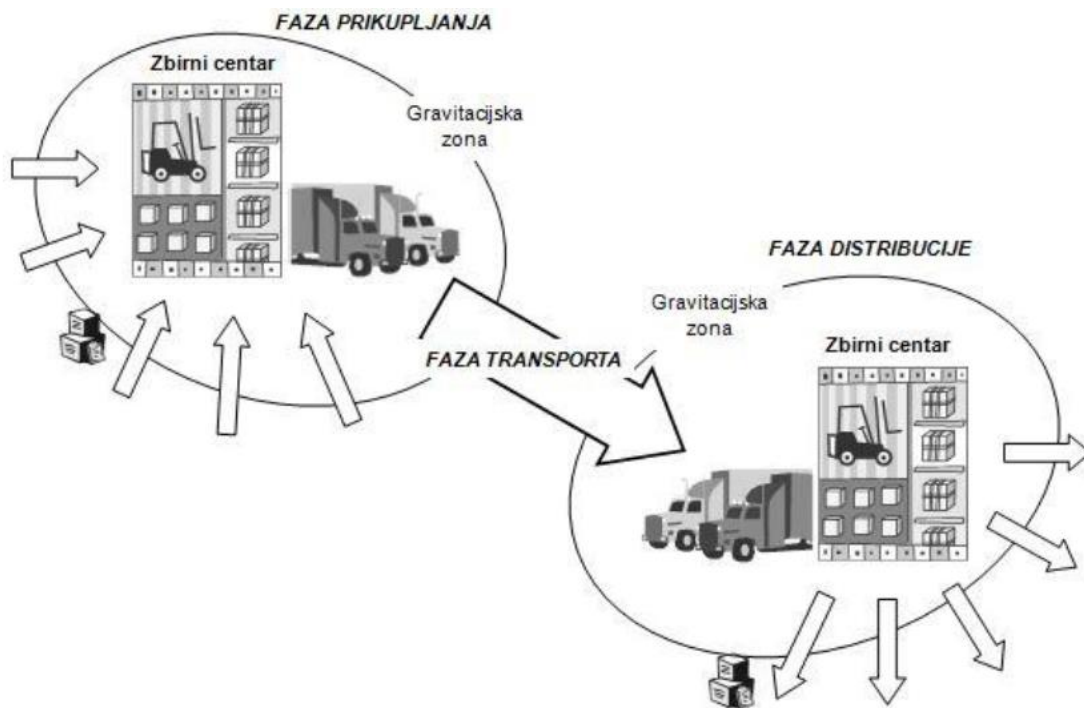 FAZA PRIKUPLJANJA
Zbirni centar
Gravitacijska
zona
FAZA DISTRIBUCIJE
Gravitacijska
zona
FAZA TRANSPORTA
Zbirni centar